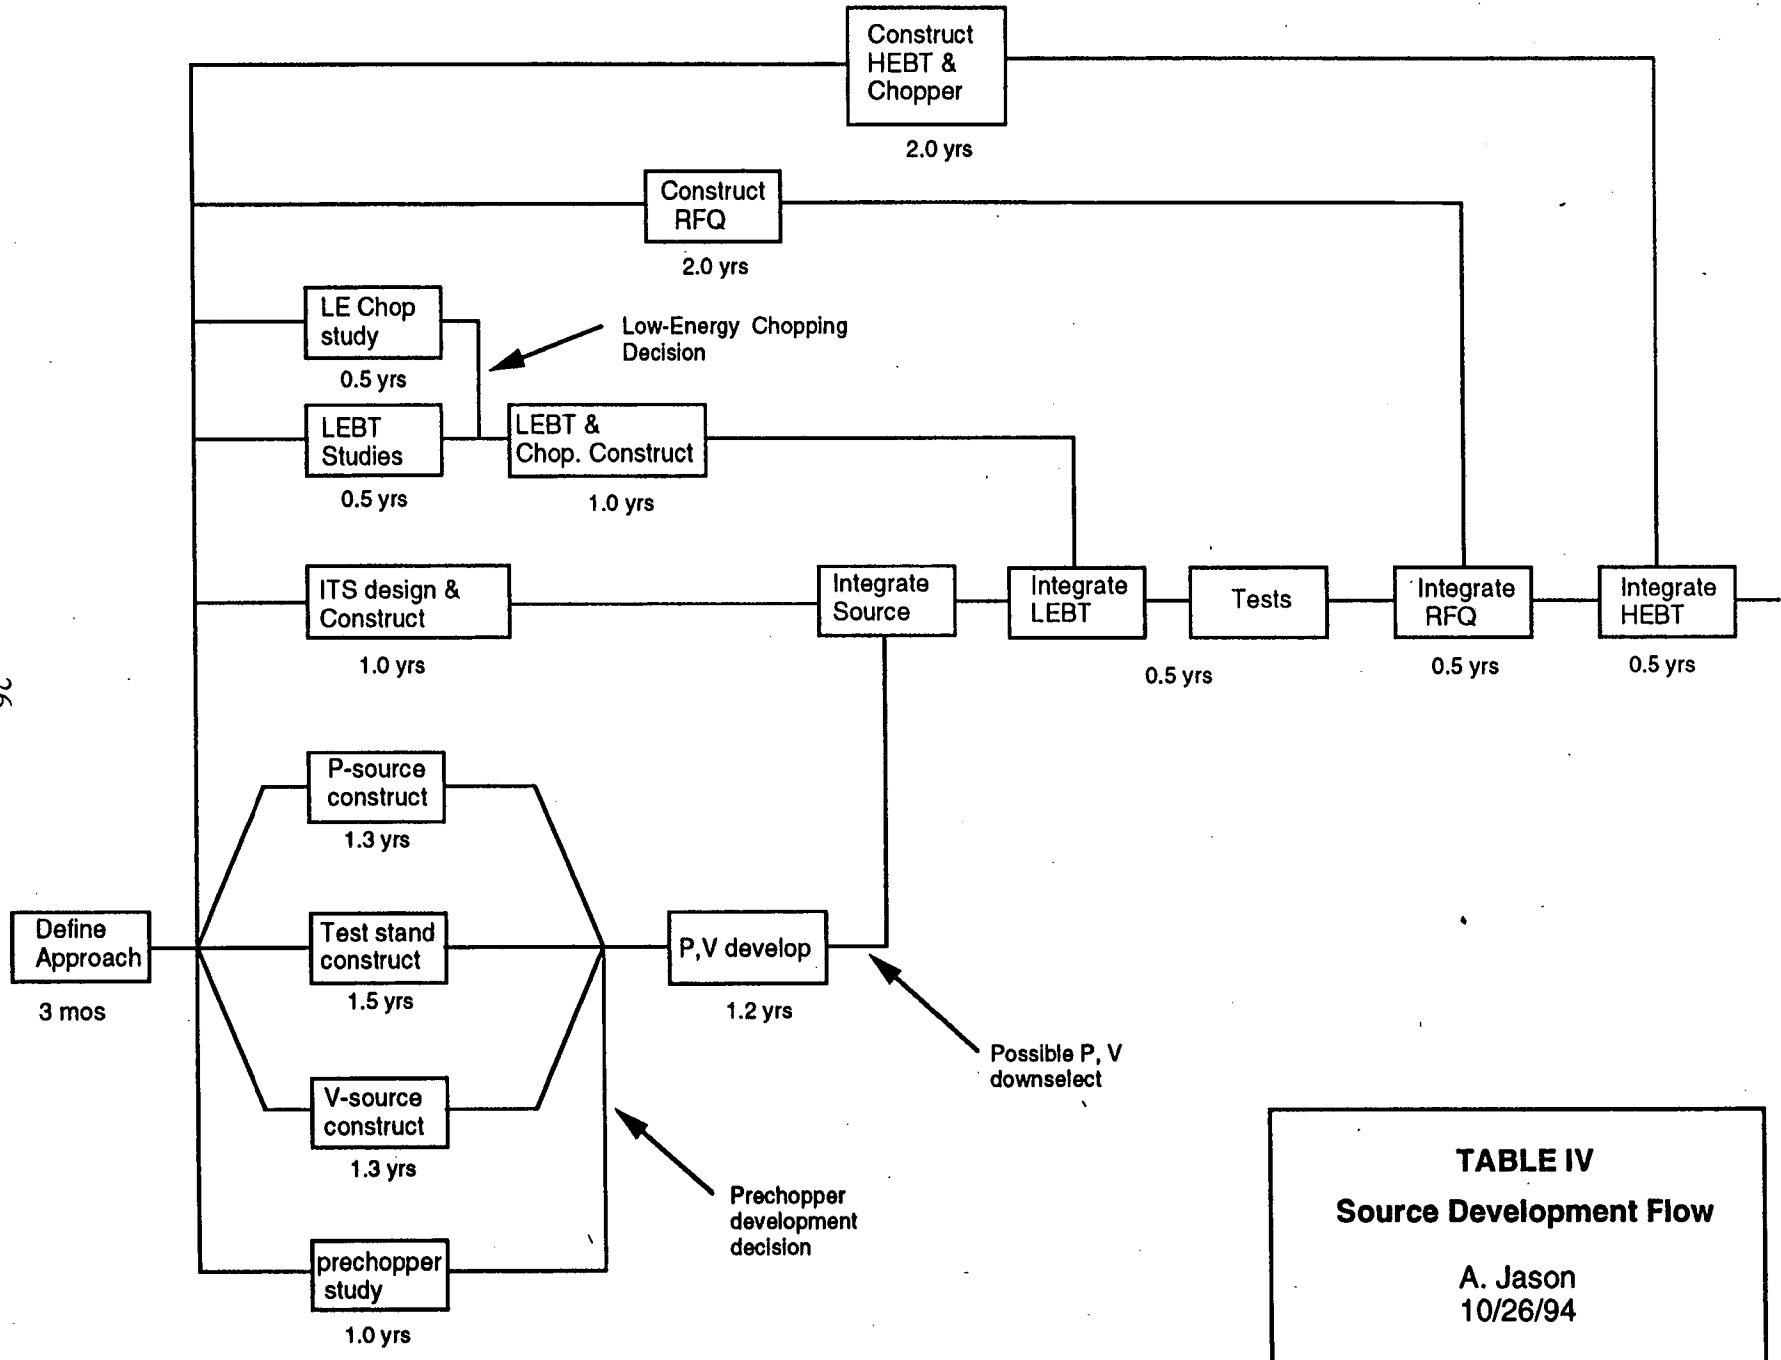 Construct
HEBT &
Chopper
2.0 yrs
Construct
RFQ
2.0 yrs
LE Chop
study
0.5 yrs
Low-Energy Chopping
Decision
LEBT
Studies
0.5 yrs
LEBT &
Chop. Construct
1.0 yrs
ITS design &
Construct
1.0 yrs
Integrate
Source
Integrate
LEBT
Tests
0.5 yrs
Integrate
RFQ
0.5 yrs
Integrate
HEBT
0.5 yrs
26
P-source
construct
1.3 yrs
Define
Approach
3 mos
Test stand
construct
1.5 yrs
P,V develop
1.2 yrs
Possible P, V
downselect
V-source
construct
1.3 yrs
Prechopper
development
decision
prechopper
study
1.0 yrs
TABLE IV
Source Development Flow
A. Jason
10/26/94